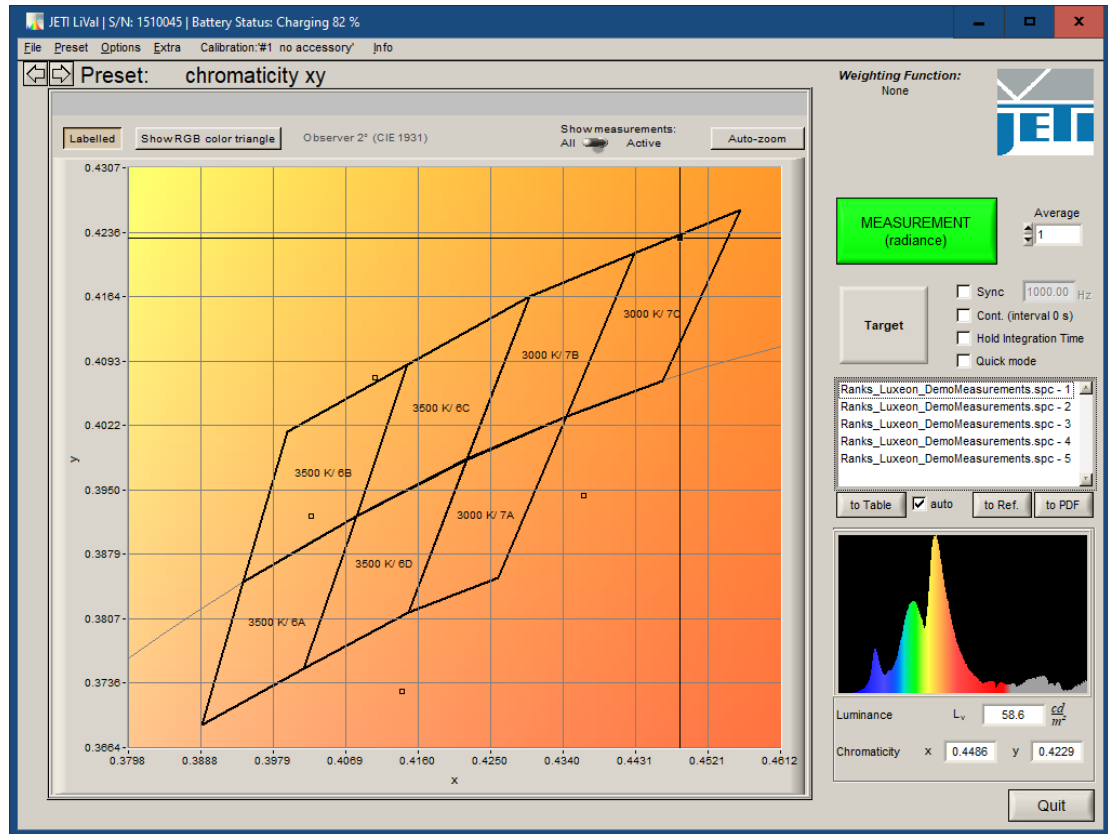 JETI LiVal | S/N: 1510045 | Battery Status: Charging 82 %
File Preset Options Extra Calibration:'#1 no accessory' Info
Preset: chromaticity xy
Weighting Function:
None
JETI
Labelled Show RGB color triangle Observer 2° (CIE 1931) Show measurements: All Active Auto-zoom
0.4307
0.4236
0.4164
0.4093
0.4022
0.3950
0.3879
0.3807
0.3736
0.3664
y
3000 K/ 7C
3000 K/ 7B
3500 K/ 6C
3500 K/ 6B
3000 K/ 7A
3500 K/ 6D
3500 K/ 6A
0.3798 0.3888 0.3979 0.4069 0.4160 0.4250 0.4340 0.4431 0.4521 0.4612
x
MEASUREMENT
(radiance)
Average
1
Target
Sync 1000.00 Hz
Cont. (interval 0 s)
Hold Integration Time
Quick mode
Ranks_Luxeon_DemoMeasurements.spc - 1
Ranks_Luxeon_DemoMeasurements.spc - 2
Ranks_Luxeon_DemoMeasurements.spc - 3
Ranks_Luxeon_DemoMeasurements.spc - 4
Ranks_Luxeon_DemoMeasurements.spc - 5
to Table auto to Ref. to PDF
Luminance Lv 58.6 cd/m²
Chromaticity x 0.4486 y 0.4229
Quit